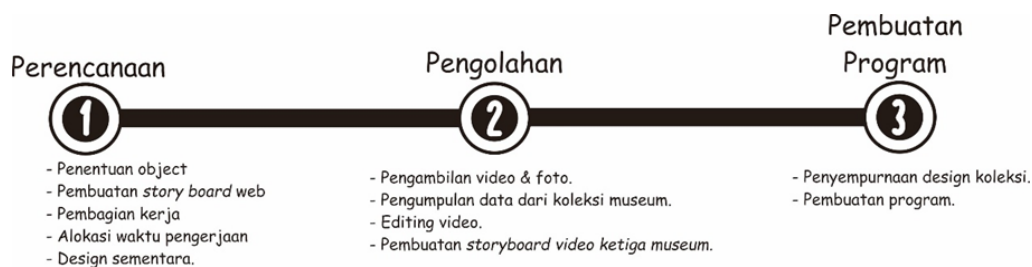 Perencanaan
1
- Penentuan object
- Pembuatan story board web
- Pembagian kerja
- Alokasi waktu pengerjaan
- Design sementara.
Pengolahan
2
- Pengambilan video & foto.
- Pengumpulan data dari koleksi museum.
- Editing video.
- Pembuatan storyboard video ketiga museum.
Pembuatan
Program
3
- Penyempurnaan design koleksi.
- Pembuatan program.